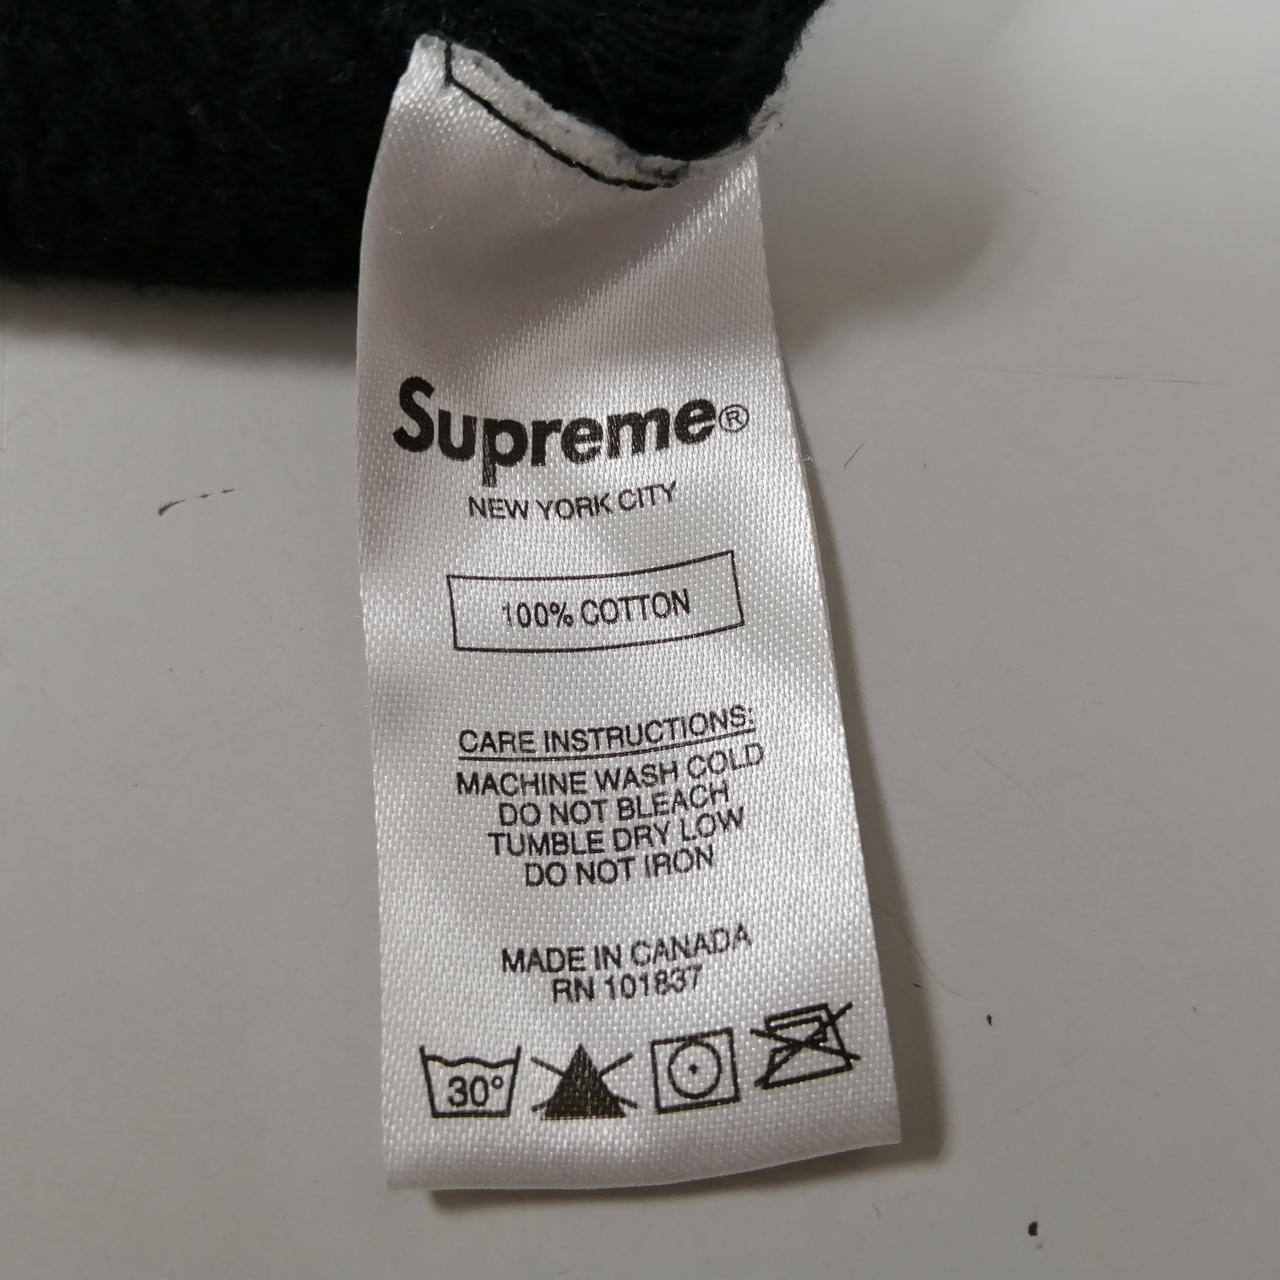 Supreme®
NEW YORK CITY
100% COTTON
CARE INSTRUCTIONS:
MACHINE WASH COLD
DO NOT BLEACH
TUMBLE DRY LOW
DO NOT IRON
MADE IN CANADA
RN 101837
30°